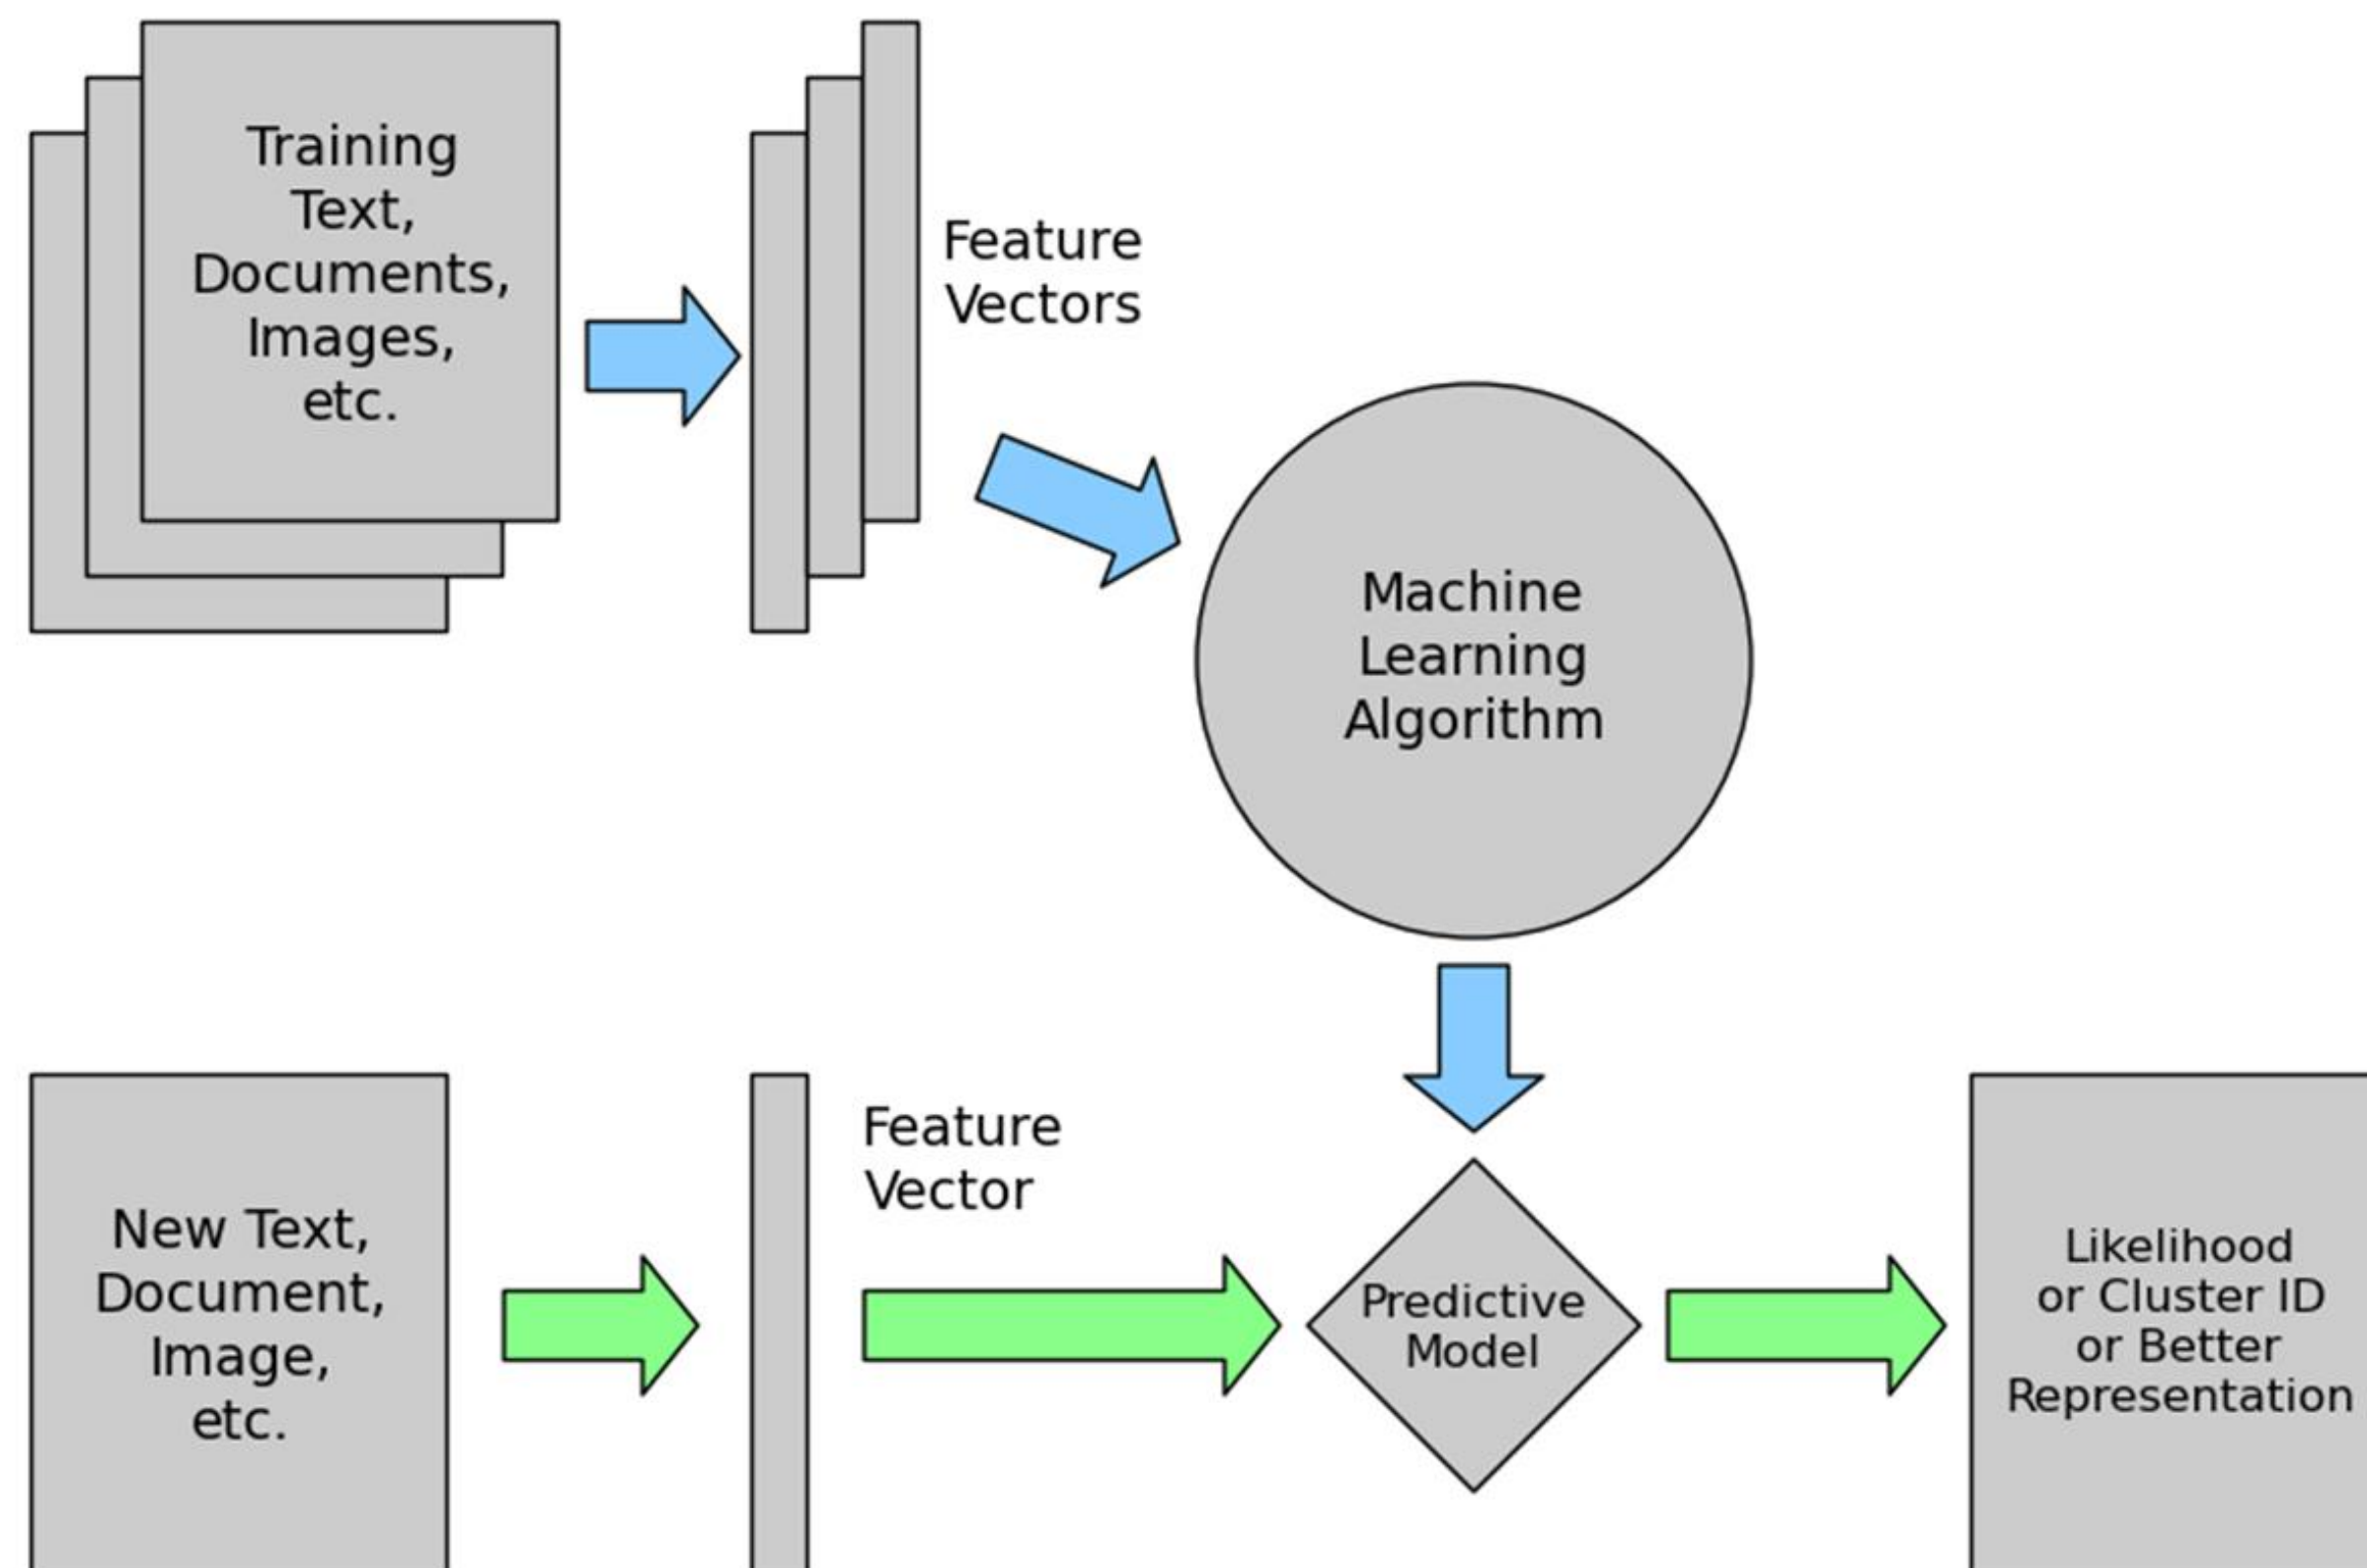 Training
Text,
Documents,
Images,
etc.
Feature
Vectors
Machine
Learning
Algorithm
New Text,
Document,
Image,
etc.
Feature
Vector
Predictive
Model
Likelihood
or Cluster ID
or Better
Representation